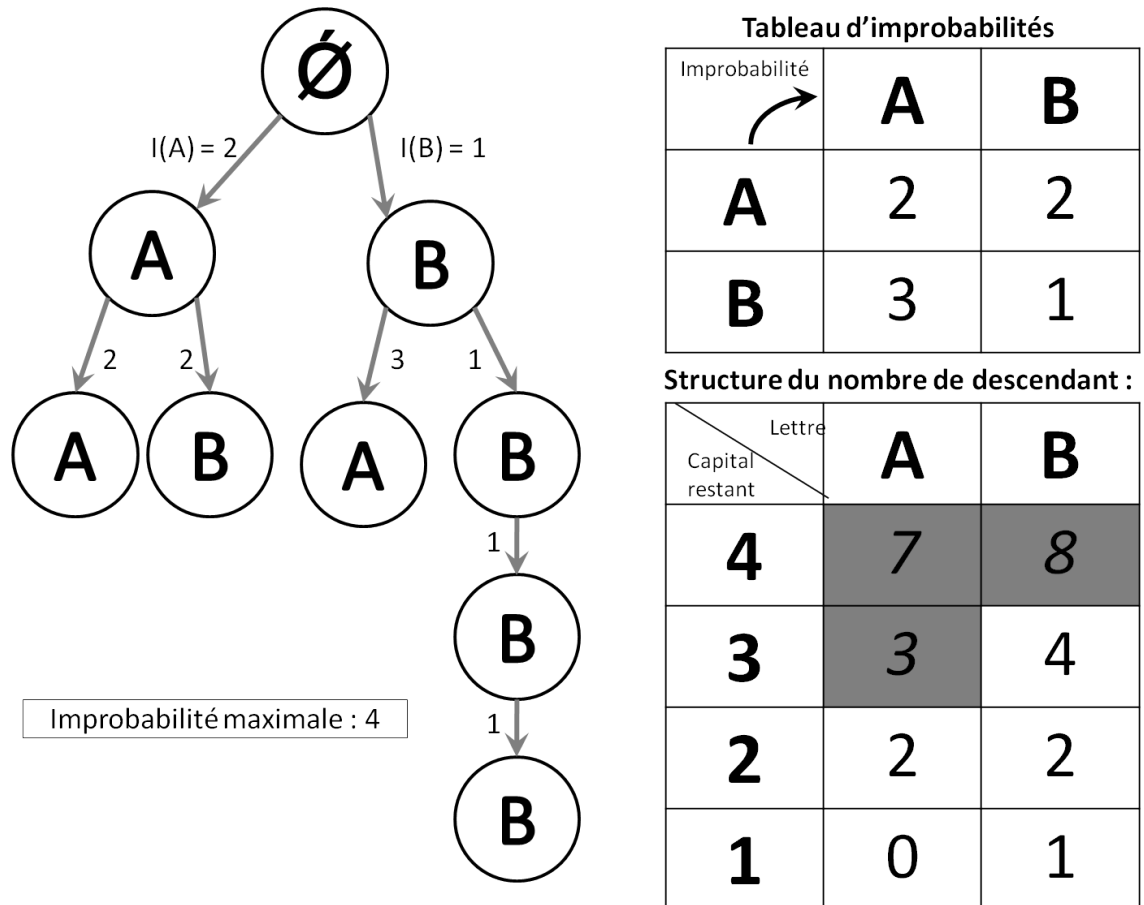 Ǿ
I(A) = 2
I(B) = 1
A
B
2
2
3
1
A
B
A
B
1
B
1
B
Improbabilité maximale : 4
Tableau d’improbabilités
Improbabilité
A
B
A
2
2
B
3
1
Structure du nombre de descendant :
Lettre
Capital
restant
A
B
4
7
8
3
3
4
2
2
2
1
0
1